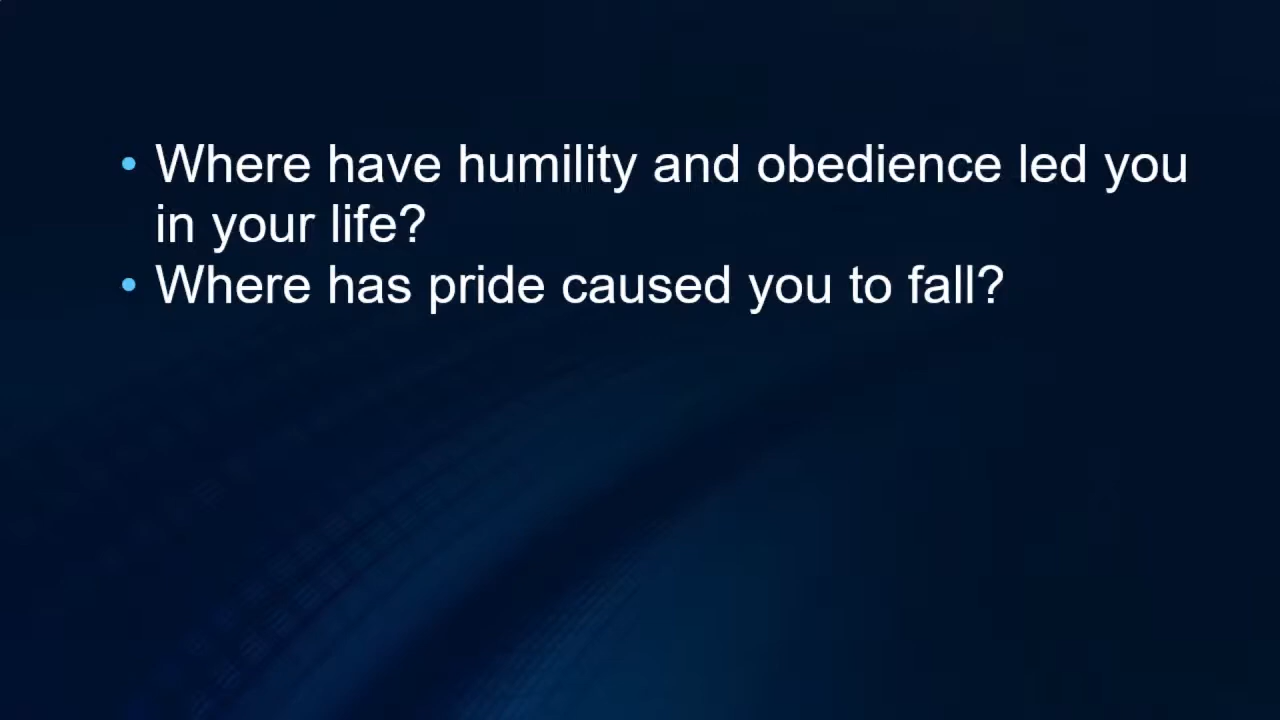 • Where have humility and obedience led you
in your life?
• Where has pride caused you to fall?